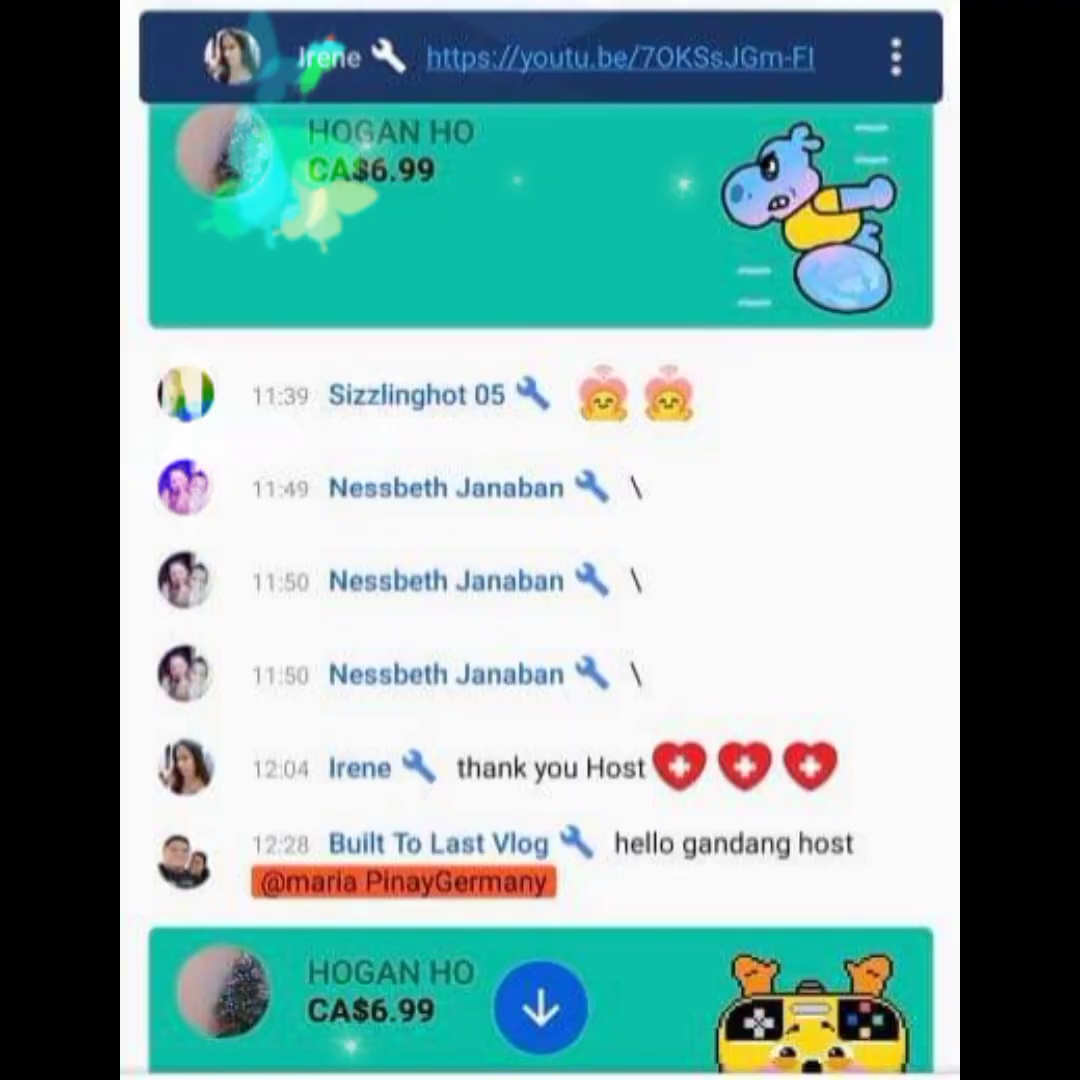 Irene https://youtu.be/7OKSsJGm-FI
HOGAN HO
CA$6.99
11:39 Sizzlinghot 05
11:49 Nessbeth Janaban \
11:50 Nessbeth Janaban \
11:50 Nessbeth Janaban \
12:04 Irene thank you Host
12:28 Built To Last Vlog hello gandang host
@maria PinayGermany
HOGAN HO
CA$6.99